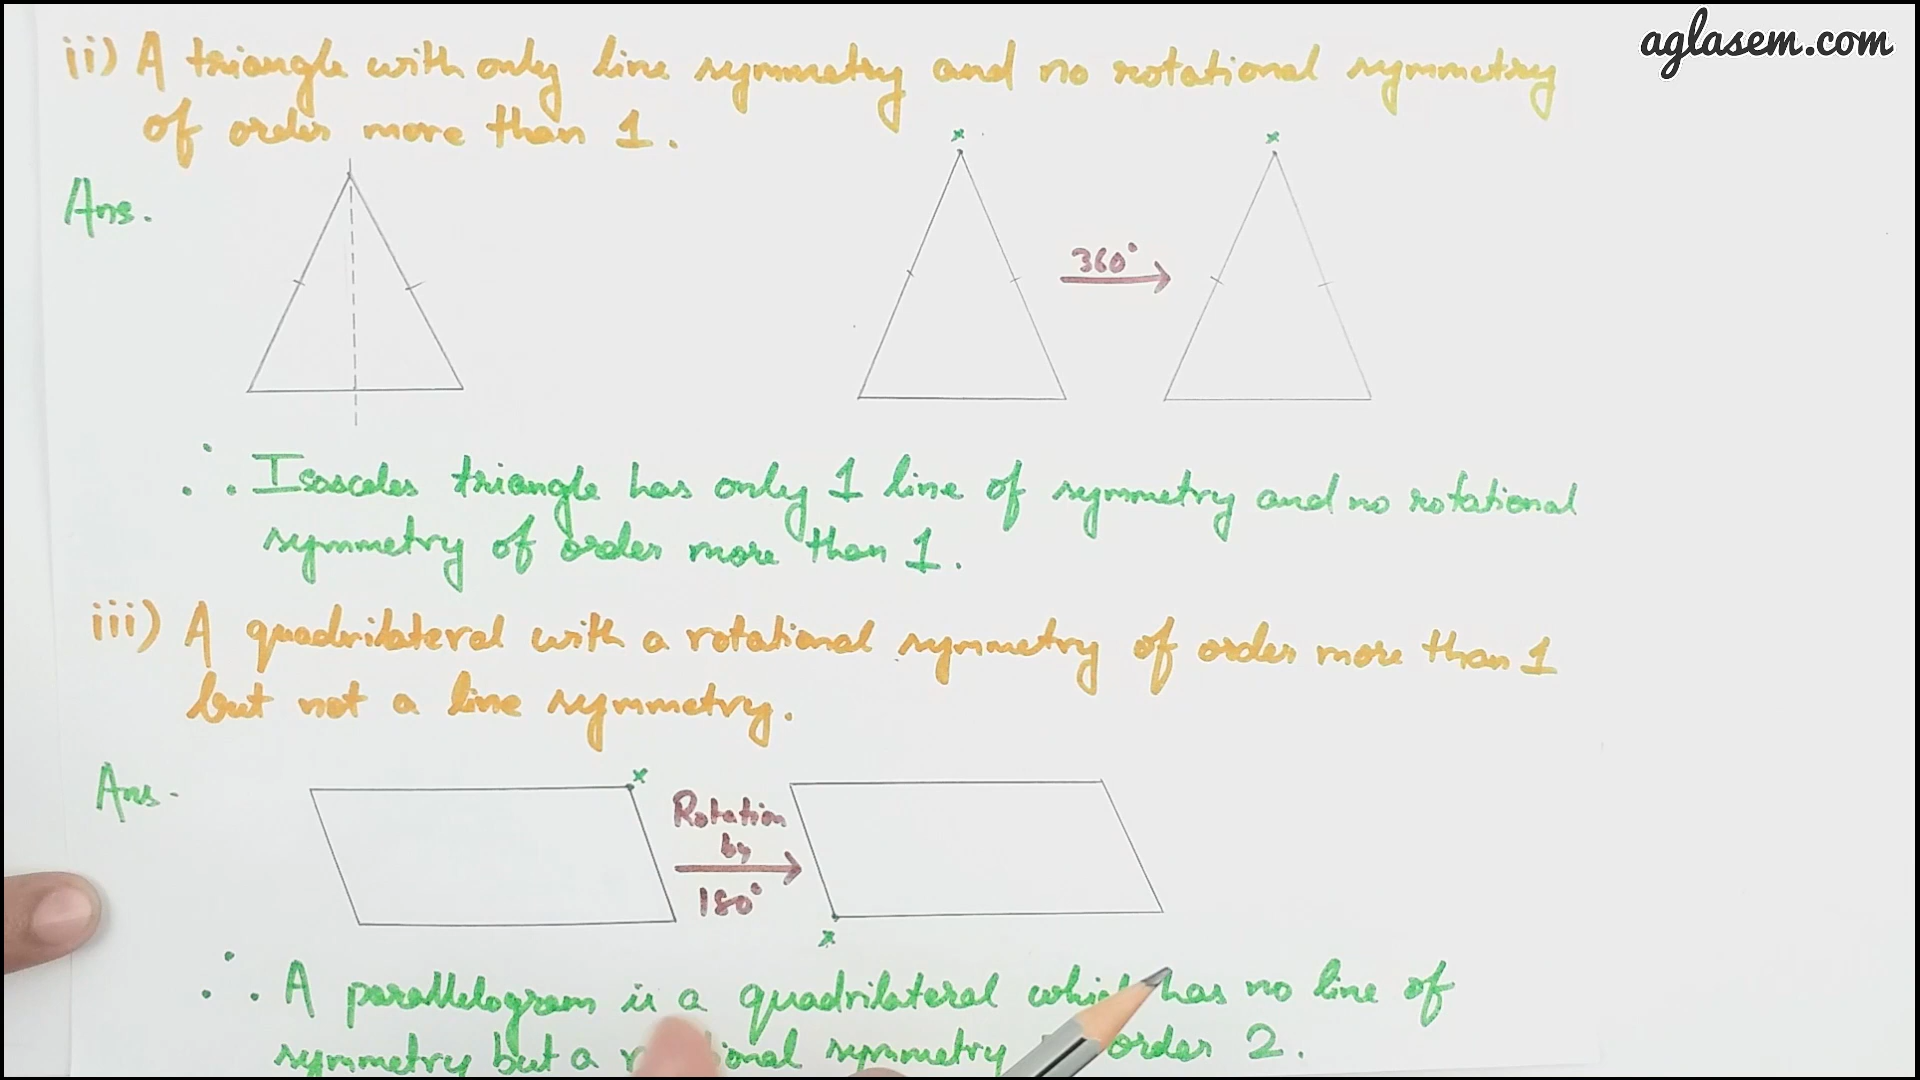 aglasem.com
ii) A triangle with only line symmetry and no rotational symmetry
of order more than 1.
Ans.
x
x
360°
∴ Isosceles triangle has only 1 line of symmetry and no rotational
symmetry of order more than 1.
iii) A quadrilateral with a rotational symmetry of order more than 1
but not a line symmetry.
Ans.
x
Rotation
by
180°
x
∴ A parallelogram is a quadrilateral which has no line of
symmetry but a symmetry order 2.